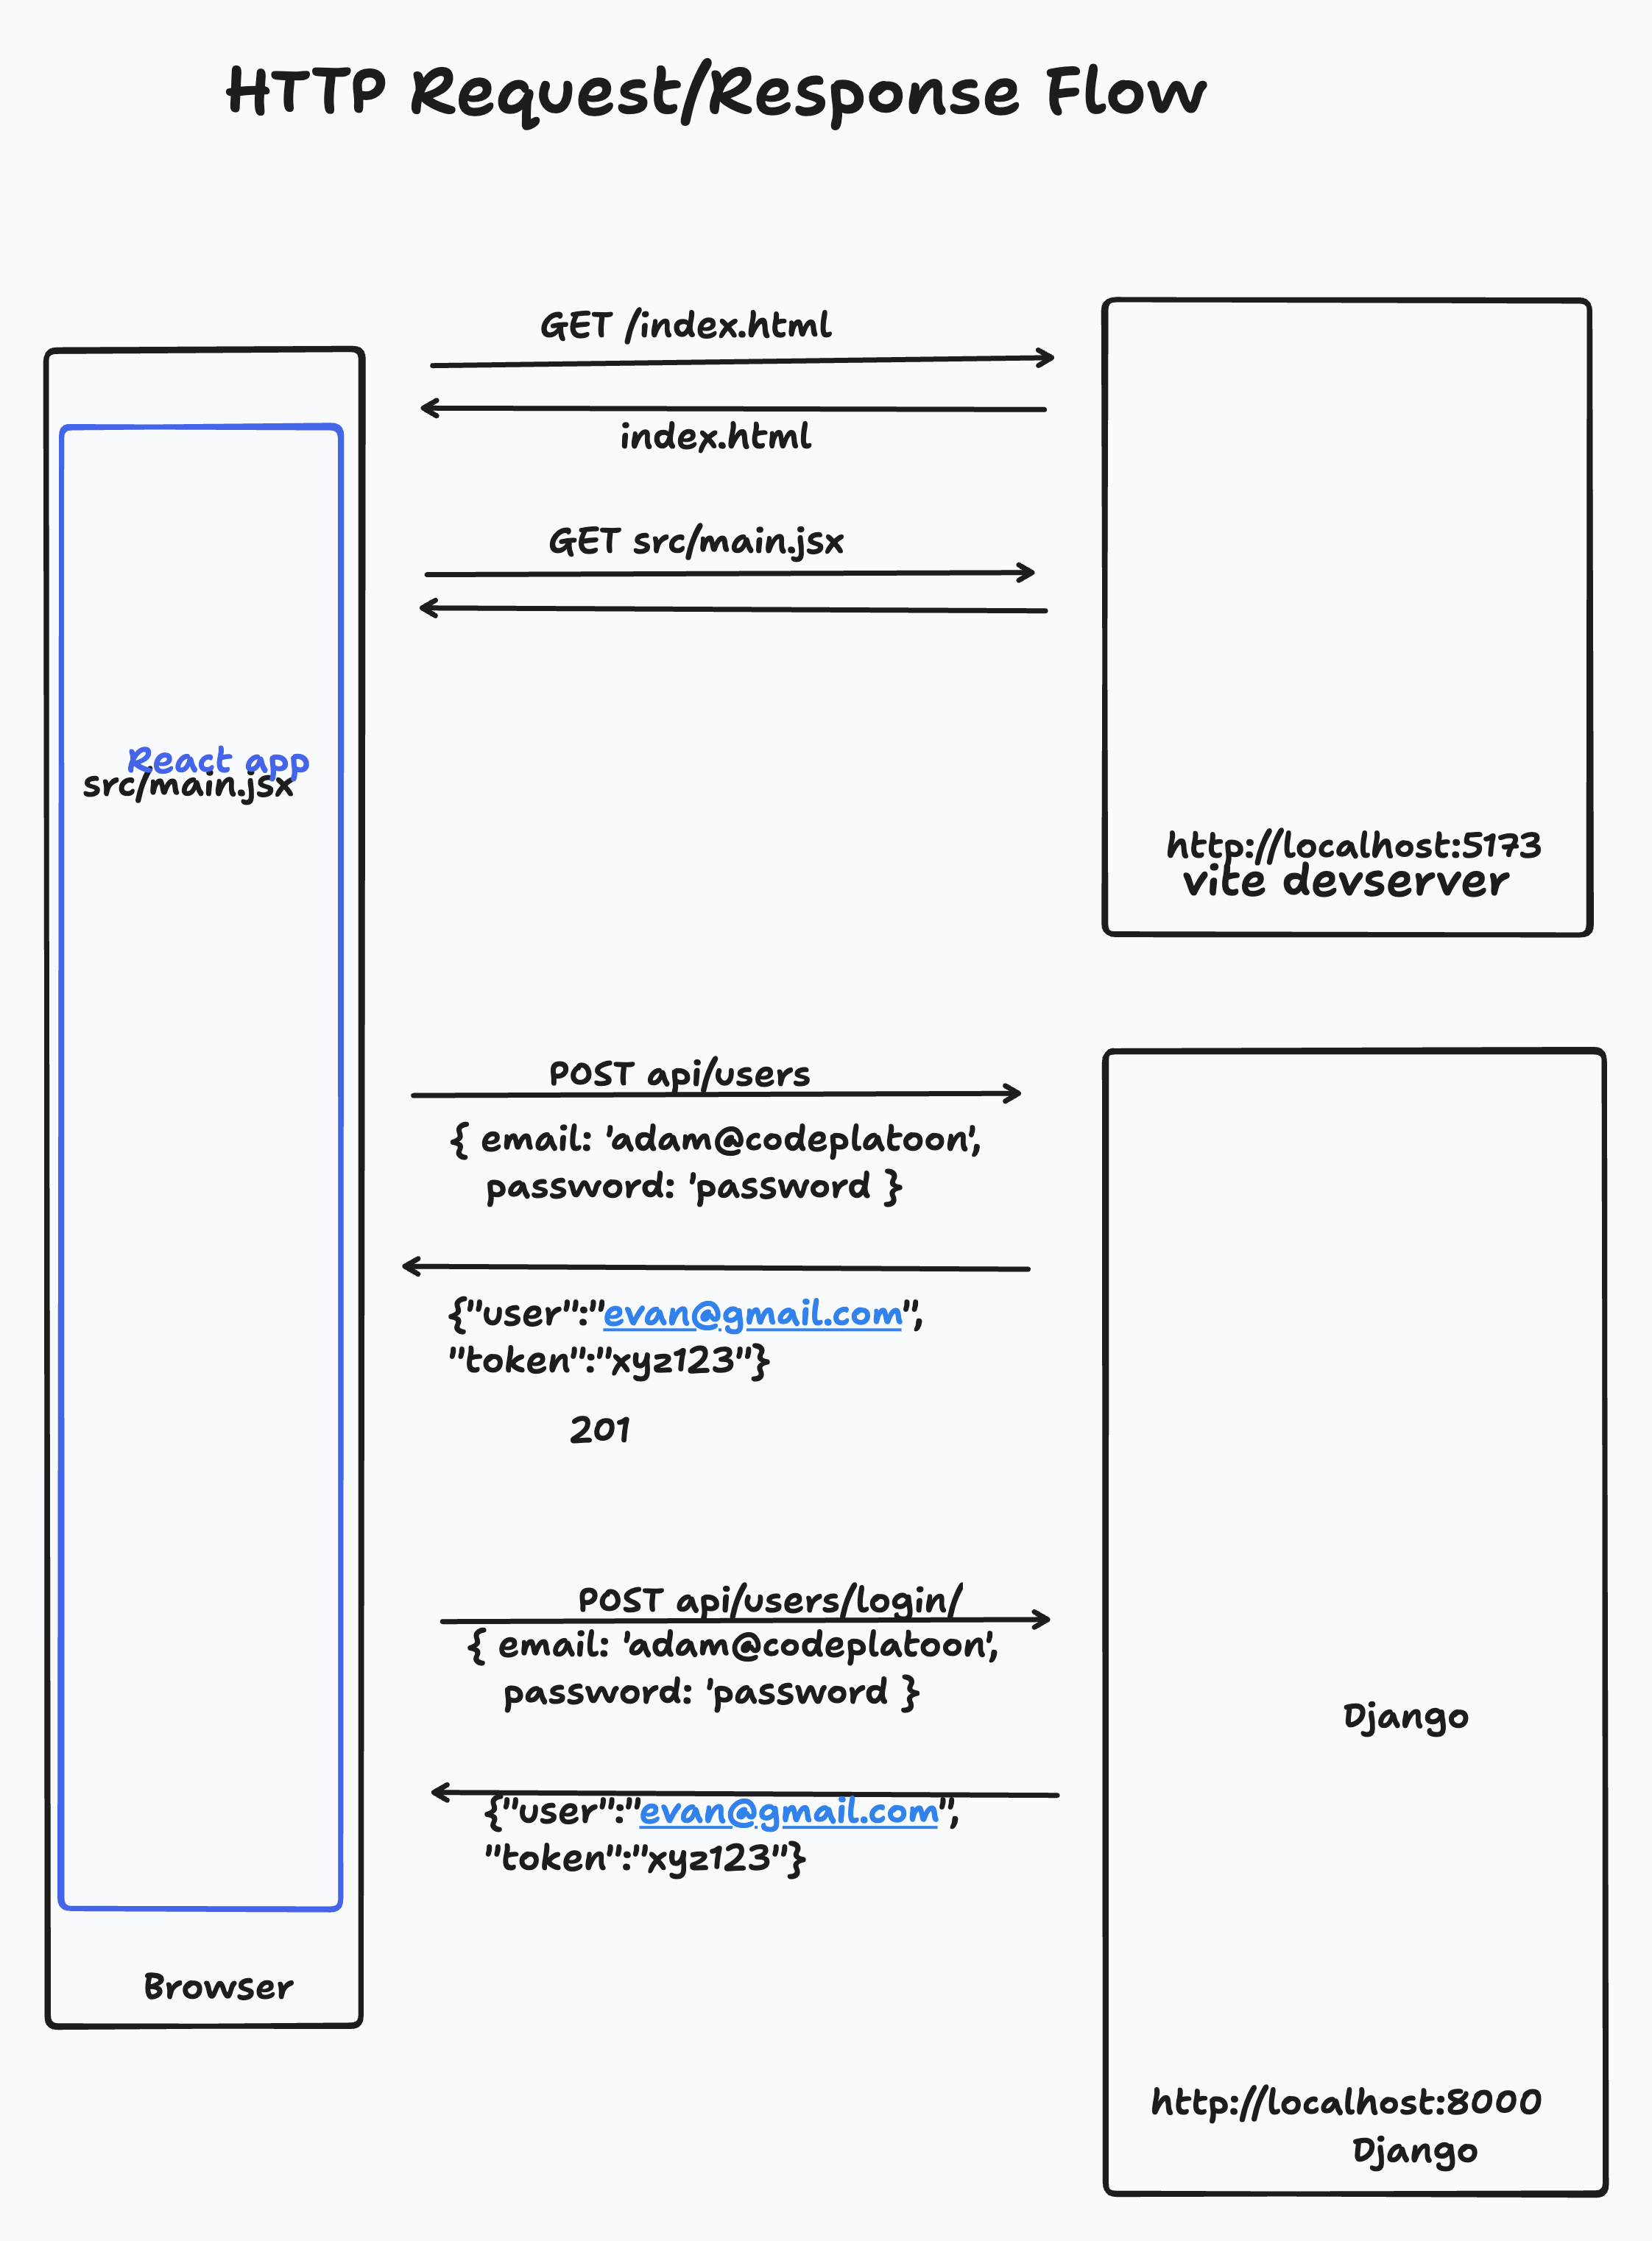 HTTP Request/Response Flow
GET /index.html
index.html
GET src/main.jsx
React app
src/main.jsx
http://localhost:5173
vite devserver
POST api/users
{ email: 'adam@codeplatoon',
password: 'password }
{"user":"evan@gmail.com",
"token":"xyz123"}
201
POST api/users/login/
{ email: 'adam@codeplatoon',
password: 'password }
Django
{"user":"evan@gmail.com",
"token":"xyz123"}
Browser
http://localhost:8000
Django